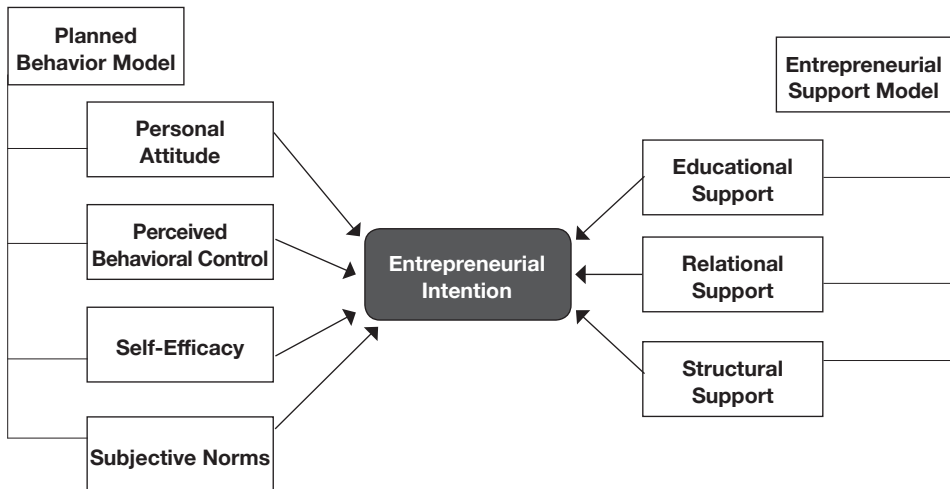 Planned
Behavior Model
Personal
Attitude
Perceived
Behavioral Control
Self-Efficacy
Subjective Norms
Entrepreneurial
Intention
Entrepreneurial
Support Model
Educational
Support
Relational
Support
Structural
Support